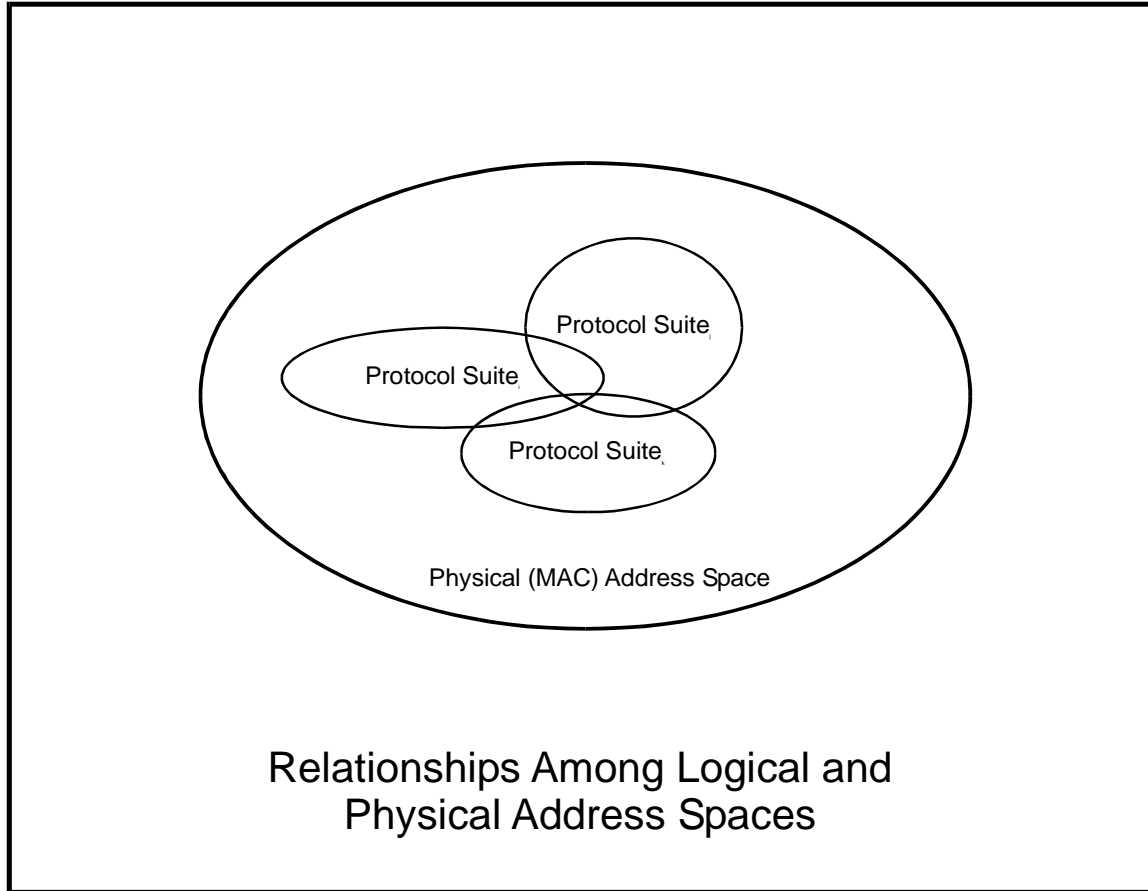 Protocol Suite
Protocol Suite
Protocol Suite
Physical (MAC) Address Space
Relationships Among Logical and
Physical Address Spaces